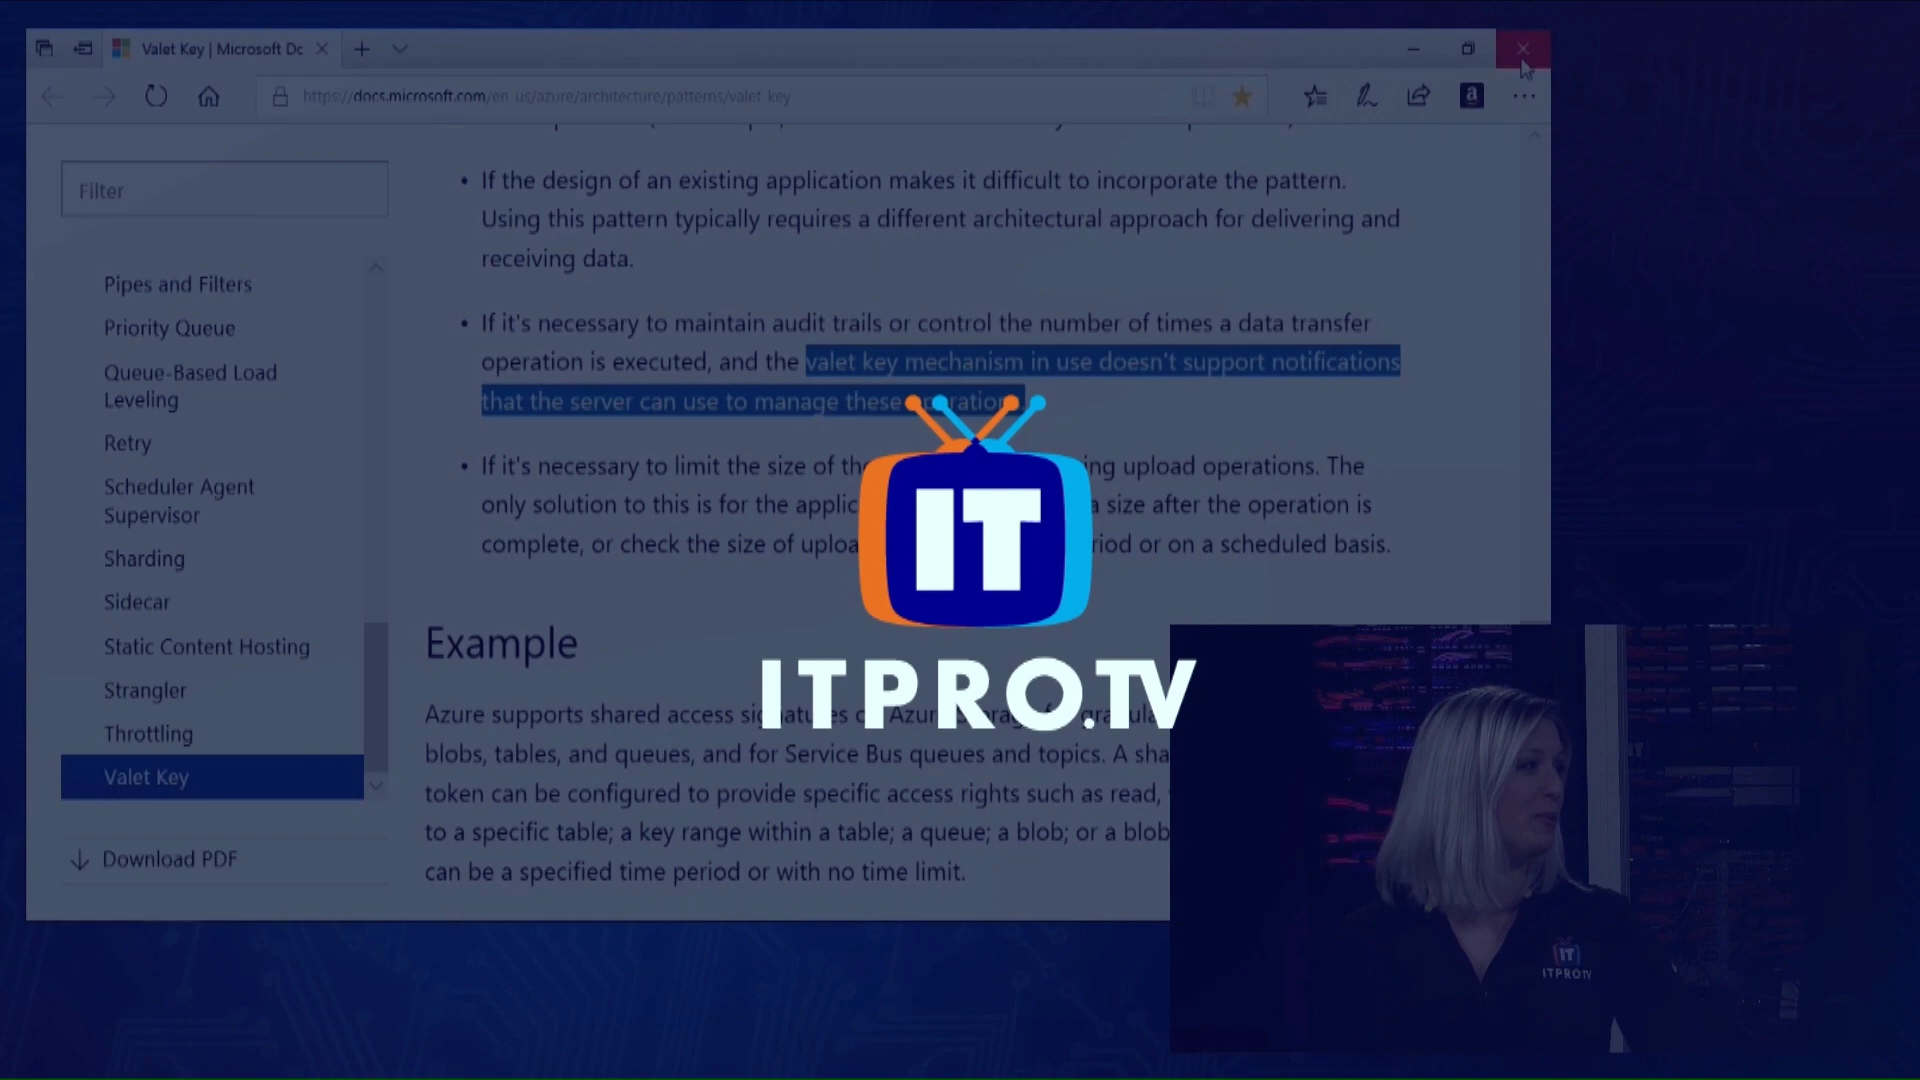 Valet Key | Microsoft Dc
https://docs.microsoft.com/en us/azure/architecture/patterns/valet key
Filter
Pipes and Filters
Priority Queue
Queue-Based Load
Leveling
Retry
Scheduler Agent
Supervisor
Sharding
Sidecar
Static Content Hosting
Strangler
Throttling
Valet Key
Download PDF
• If the design of an existing application makes it difficult to incorporate the pattern.
Using this pattern typically requires a different architectural approach for delivering and
receiving data.
• If it's necessary to maintain audit trails or control the number of times a data transfer
operation is executed, and the valet key mechanism in use doesn't support notifications
that the server can use to manage these
• If it's necessary to limit the size of the ing upload operations. The
only solution to this is for the applic a size after the operation is
complete, or check the size of uploa riod or on a scheduled basis.
Example
Azure supports shared access signatures
blobs, tables, and queues, and for Service Bus queues and topics. A sha
token can be configured to provide specific access rights such as read,
to a specific table; a key range within a table; a queue; a blob; or a blob
can be a specified time period or with no time limit.
IT
ITPRO.TV
IT
ITPROTV